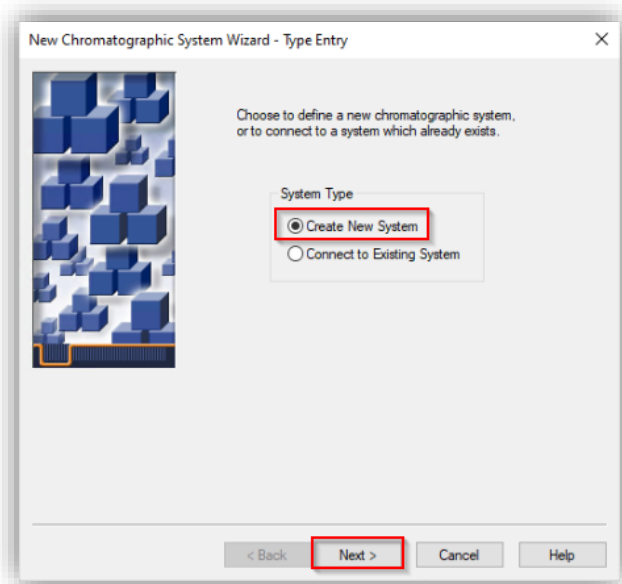 New Chromatographic System Wizard - Type Entry
Choose to define a new chromatographic system,
or to connect to a system which already exists.
System Type
Create New System
Connect to Existing System
< Back
Next >
Cancel
Help